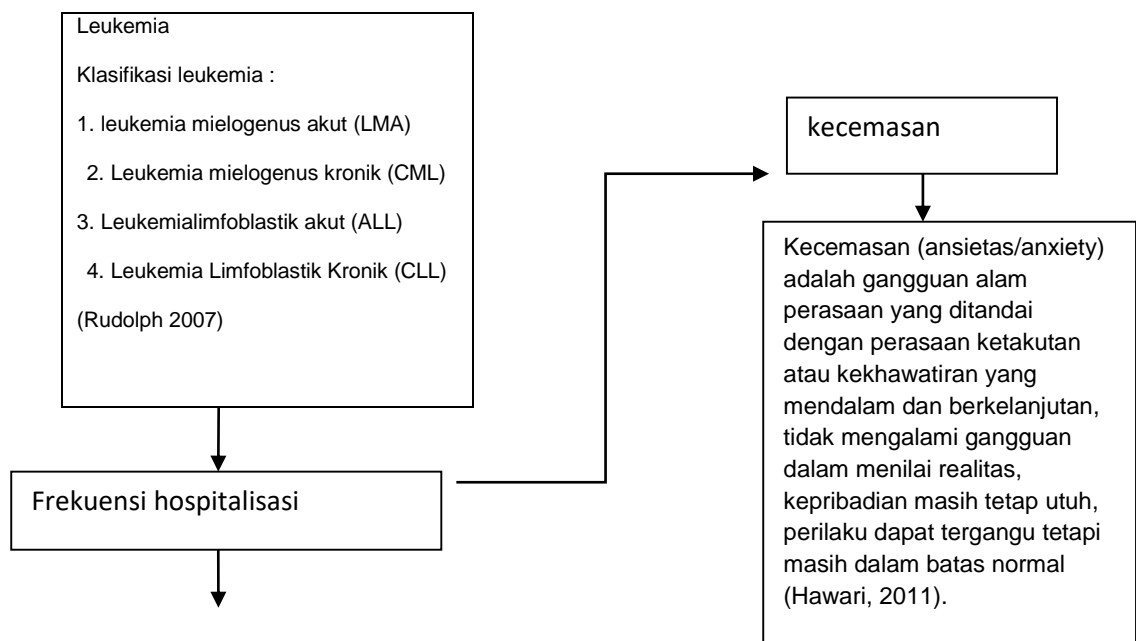 Leukemia
Klasifikasi leukemia :
1. leukemia mielogenus akut (LMA)
2. Leukemia mielogenus kronik (CML)
3. Leukemialimfoblastik akut (ALL)
4. Leukemia Limfoblastik Kronik (CLL)
(Rudolph 2007)
Frekuensi hospitalisasi
kecemasan
Kecemasan (ansietas/anxiety)
adalah gangguan alam
perasaan yang ditandai
dengan perasaan ketakutan
atau kekhawatiran yang
mendalam dan berkelanjutan,
tidak mengalami gangguan
dalam menilai realitas,
kepribadian masih tetap utuh,
perilaku dapat tergangu tetapi
masih dalam batas normal
(Hawari, 2011).